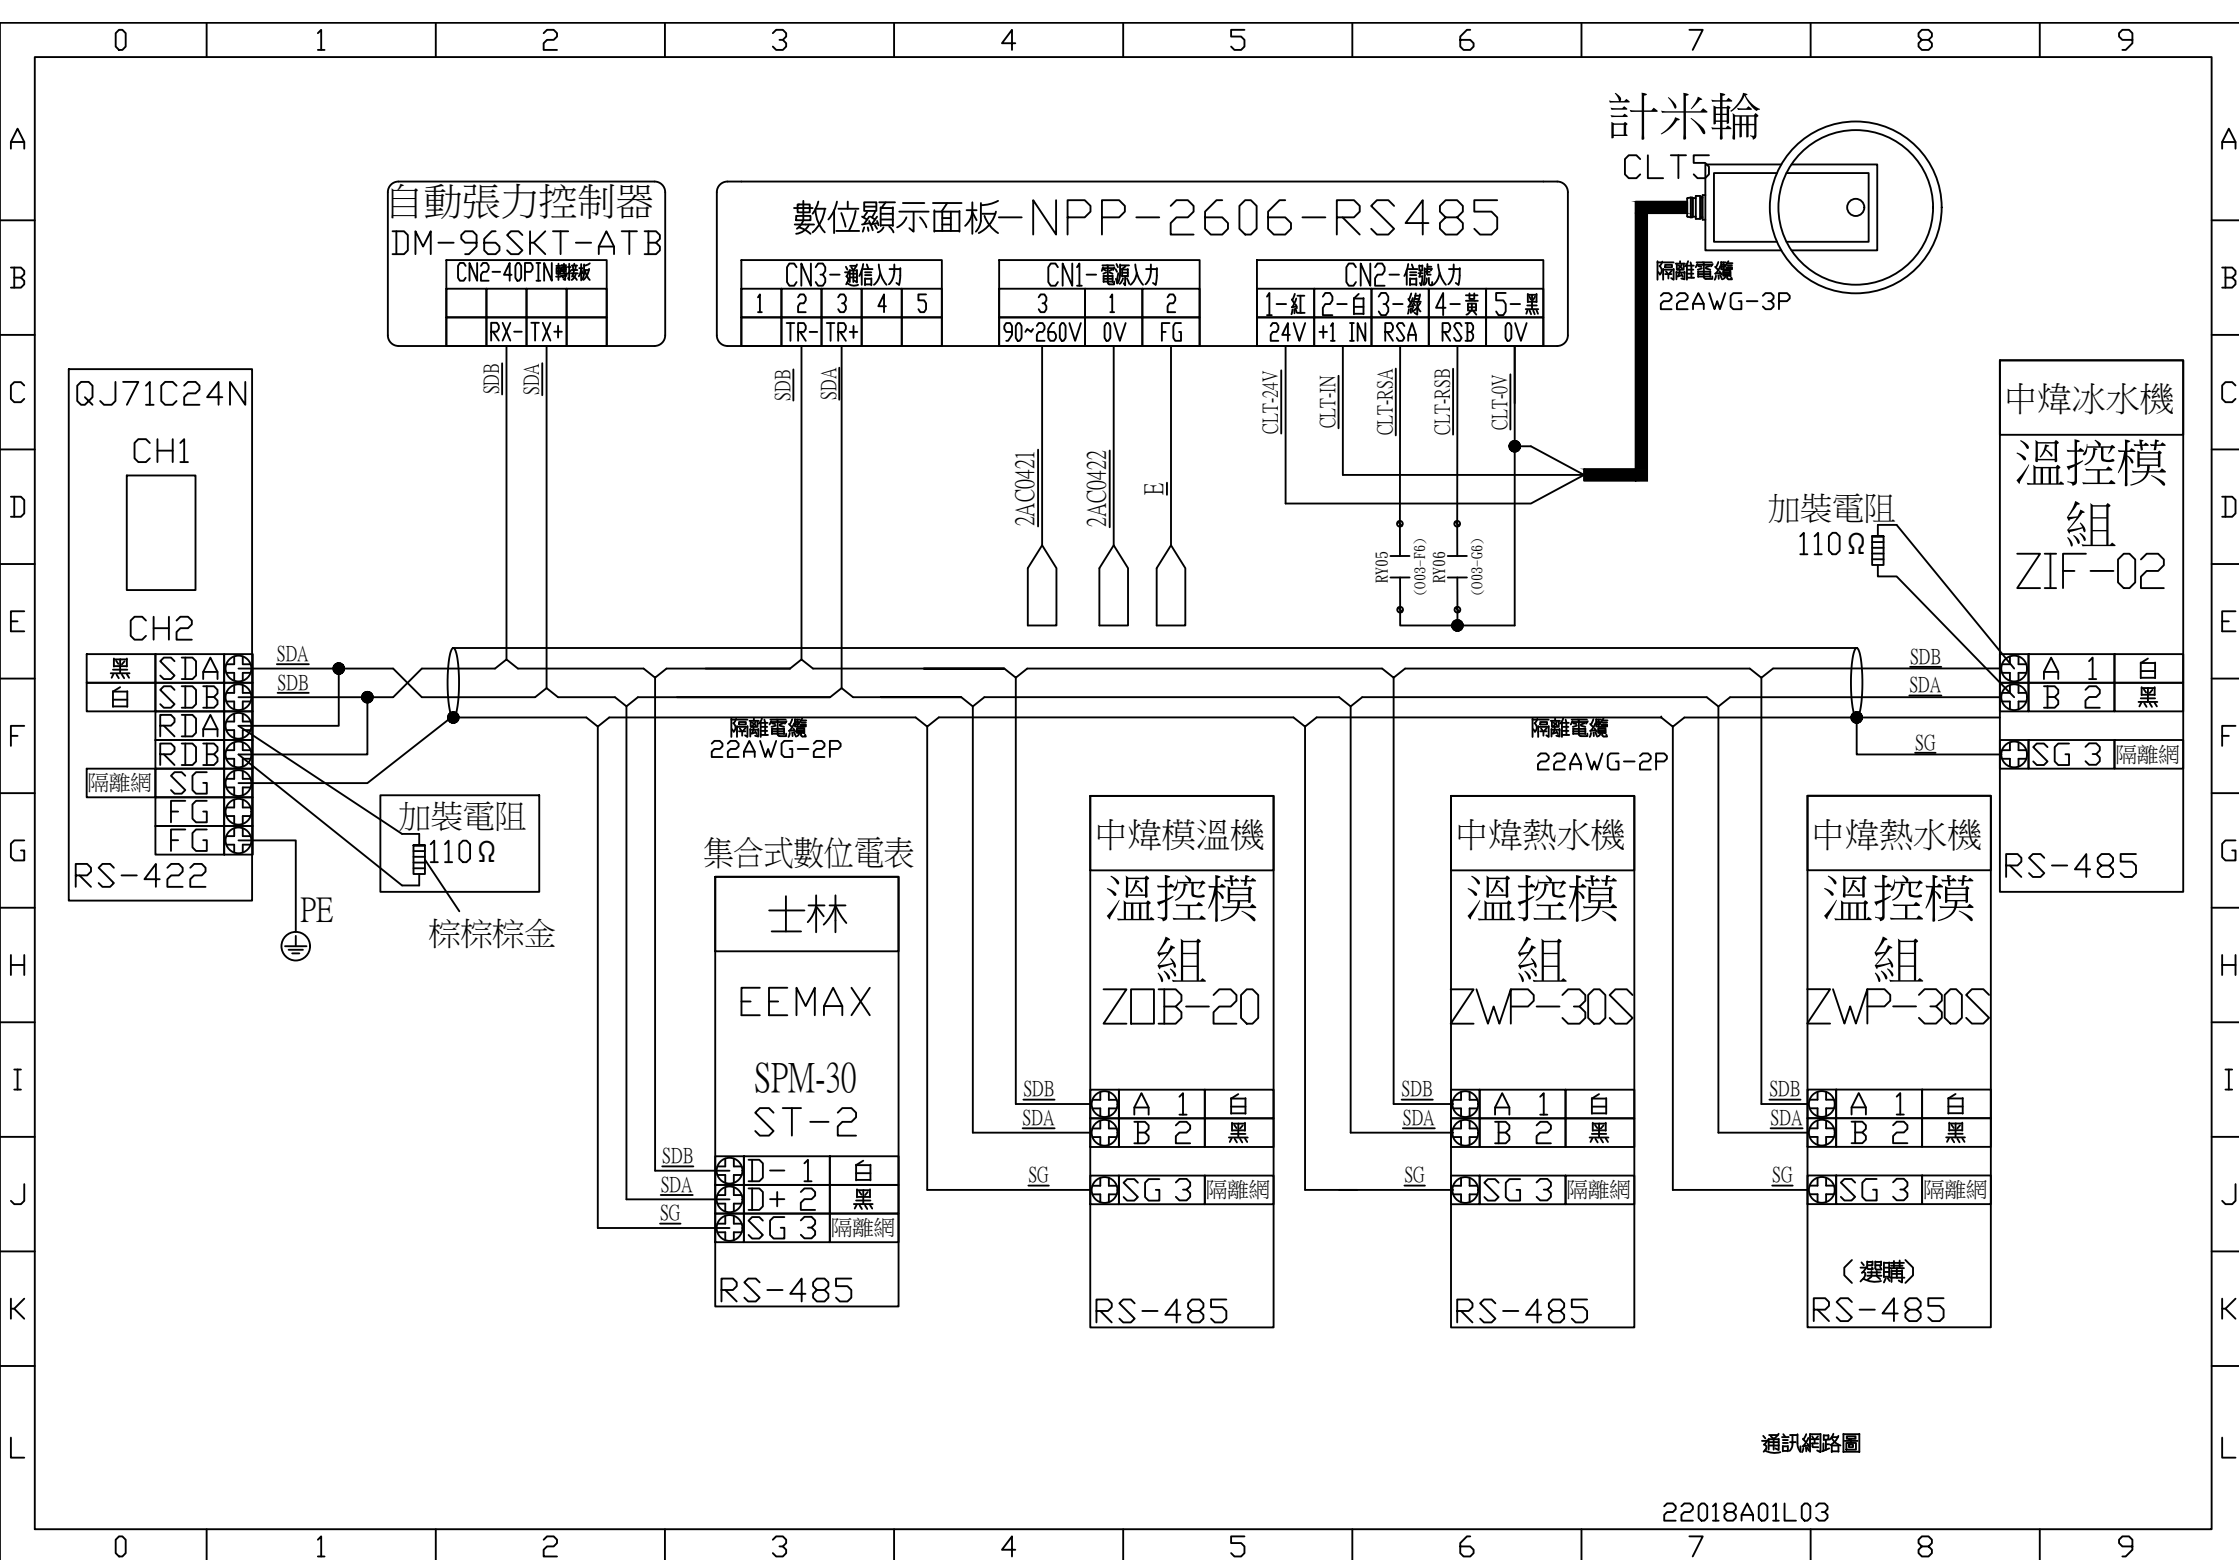 0 1 2 3 4 5 6 7 8 9
A
B
C
D
E
F
G
H
I
J
K
L
自動張力控制器
DM-96SKT-ATB
CN2-40PIN轉接板
RX- TX+
SDB
SDA
數位顯示面板-NPP-2606-RS485
CN3-通信入力
1 2 3 4 5
TR- TR+
SDB
SDA
CN1-電源入力
3 1 2
90~260V 0V FG
2AC0421
2AC0422
E
CN2-信號入力
1-紅 2-白 3-綠 4-黃 5-黑
24V +1 IN RSA RSB 0V
CLT-24V
CLT-IN
CLT-RSA
CLT-RSB
CLT-0V
RY05
(003-F6)
RY06
(003-G6)
計米輪
CLT5
隔離電纜
22AWG-3P
QJ71C24N
CH1
CH2
黑 SDA
白 SDB
RDA
RDB
隔離網 SG
FG
FG
RS-422
SDA
SDB
PE
加裝電阻
110Ω
棕棕棕金
隔離電纜
22AWG-2P
隔離電纜
22AWG-2P
集合式數位電表
士林
EEMAX
SPM-30
ST-2
SDB
D- 1 白
SDA
D+ 2 黑
SG
SG 3 隔離網
RS-485
中煒模溫機
溫控模
組
ZOB-20
SDB
A 1 白
SDA
B 2 黑
SG
SG 3 隔離網
RS-485
中煒熱水機
溫控模
組
ZWP-30S
SDB
A 1 白
SDA
B 2 黑
SG
SG 3 隔離網
RS-485
中煒熱水機
溫控模
組
ZWP-30S
SDB
A 1 白
SDA
B 2 黑
SG
SG 3 隔離網
(選購)
RS-485
中煒冰水機
溫控模
組
ZIF-02
加裝電阻
110Ω
SDB
A 1 白
SDA
B 2 黑
SG
SG 3 隔離網
RS-485
通訊網路圖
22018A01L03
A
B
C
D
E
F
G
H
I
J
K
L
0 1 2 3 4 5 6 7 8 9